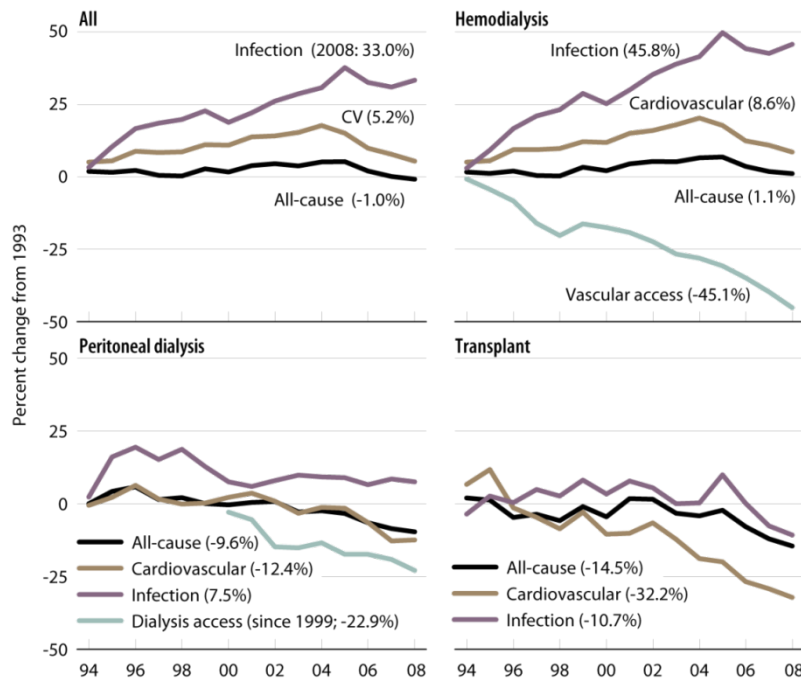 All
Hemodialysis
50
25
0
-25
-50
Infection (2008: 33.0%)
CV (5.2%)
All-cause (-1.0%)
Infection (45.8%)
Cardiovascular (8.6%)
All-cause (1.1%)
Vascular access (-45.1%)
Percent change from 1993
Peritoneal dialysis
Transplant
50
25
0
-25
-50
All-cause (-9.6%)
Cardiovascular (-12.4%)
Infection (7.5%)
Dialysis access (since 1999; -22.9%)
All-cause (-14.5%)
Cardiovascular (-32.2%)
Infection (-10.7%)
94 96 98 00 02 04 06 08
94 96 98 00 02 04 06 08